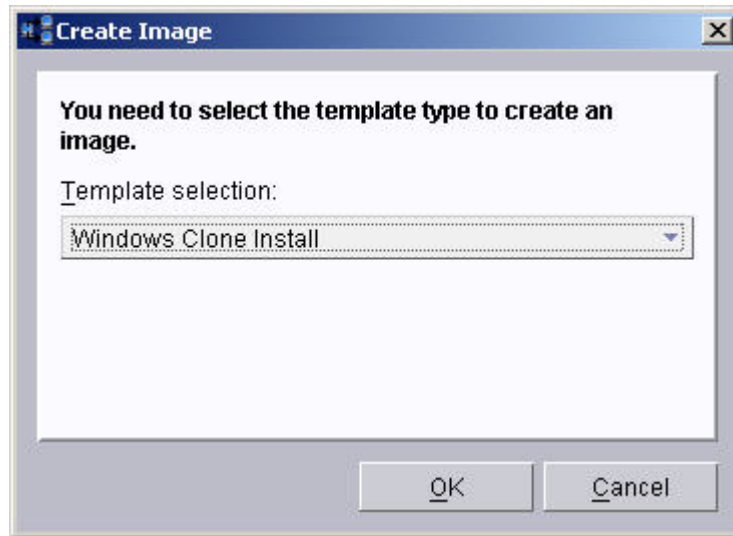 Create Image
You need to select the template type to create an
image.
Template selection:
Windows Clone Install
OK
Cancel